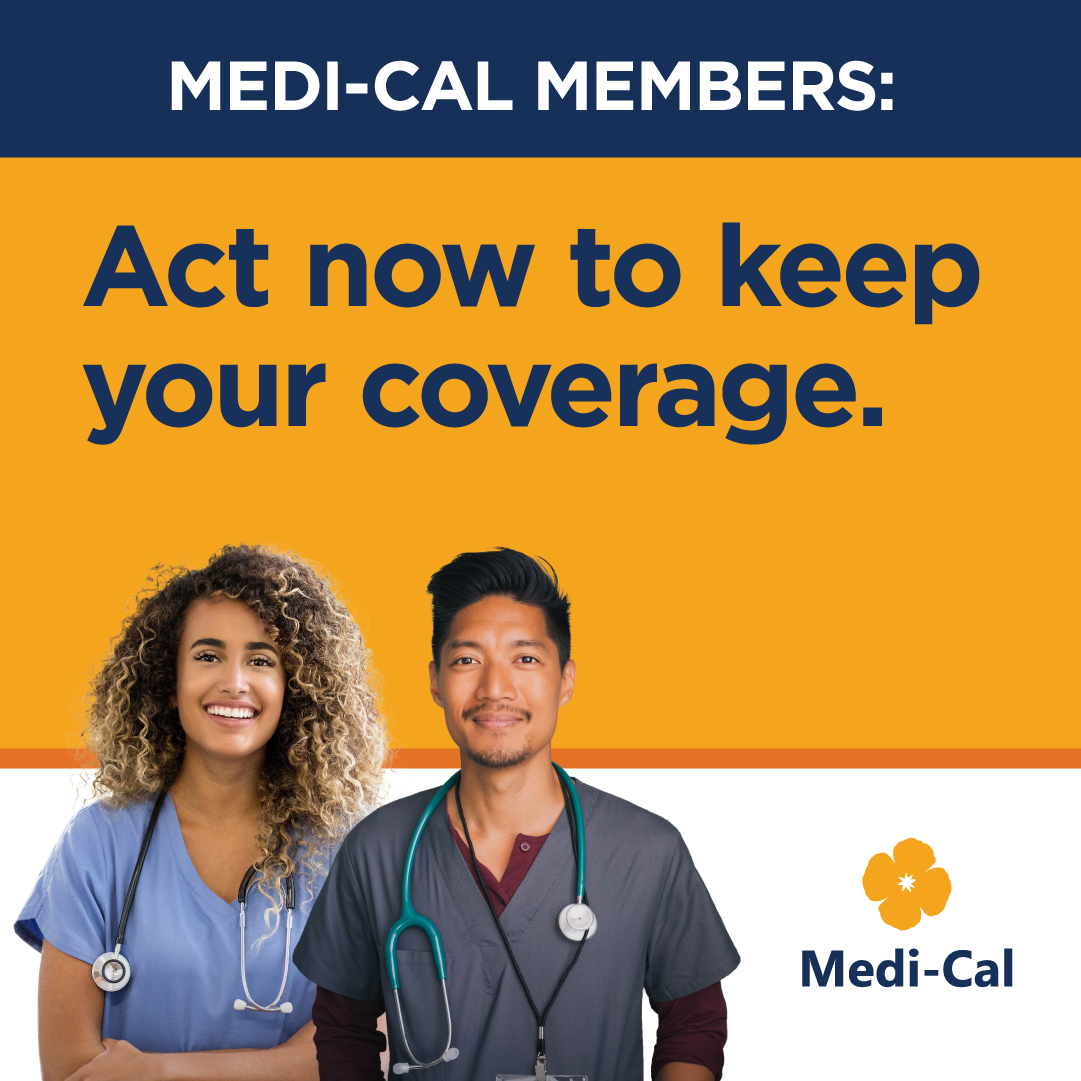 MEDI-CAL MEMBERS:
Act now to keep
your coverage.
Medi-Cal